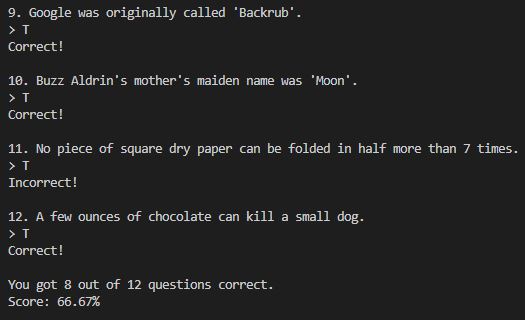 9. Google was originally called 'Backrub'.
> T
Correct!
10. Buzz Aldrin's mother's maiden name was 'Moon'.
> T
Correct!
11. No piece of square dry paper can be folded in half more than 7 times.
> T
Incorrect!
12. A few ounces of chocolate can kill a small dog.
> T
Correct!
You got 8 out of 12 questions correct.
Score: 66.67%